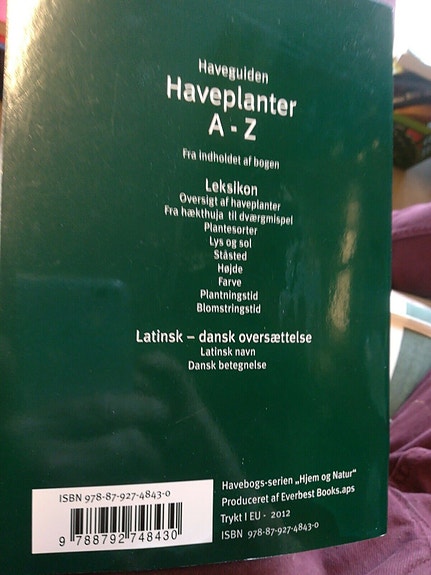 Haveguiden
Haveplanter
A - Z
Fra indholdet af bogen
Leksikon
Oversigt af haveplanter
Fra hækthuja til dværgmispel
Plantesorter
Lys og sol
Ståsted
Højde
Farve
Plantningstid
Blomstringstid
Latinsk – dansk oversættelse
Latinsk navn
Dansk betegnelse
ISBN 978-87-927-4843-0
9 788792 748430
Havebogs-serien „Hjem og Natur“
Produceret af Everbest Books.aps
Trykt I EU - 2012
ISBN 978-87-927-4843-0